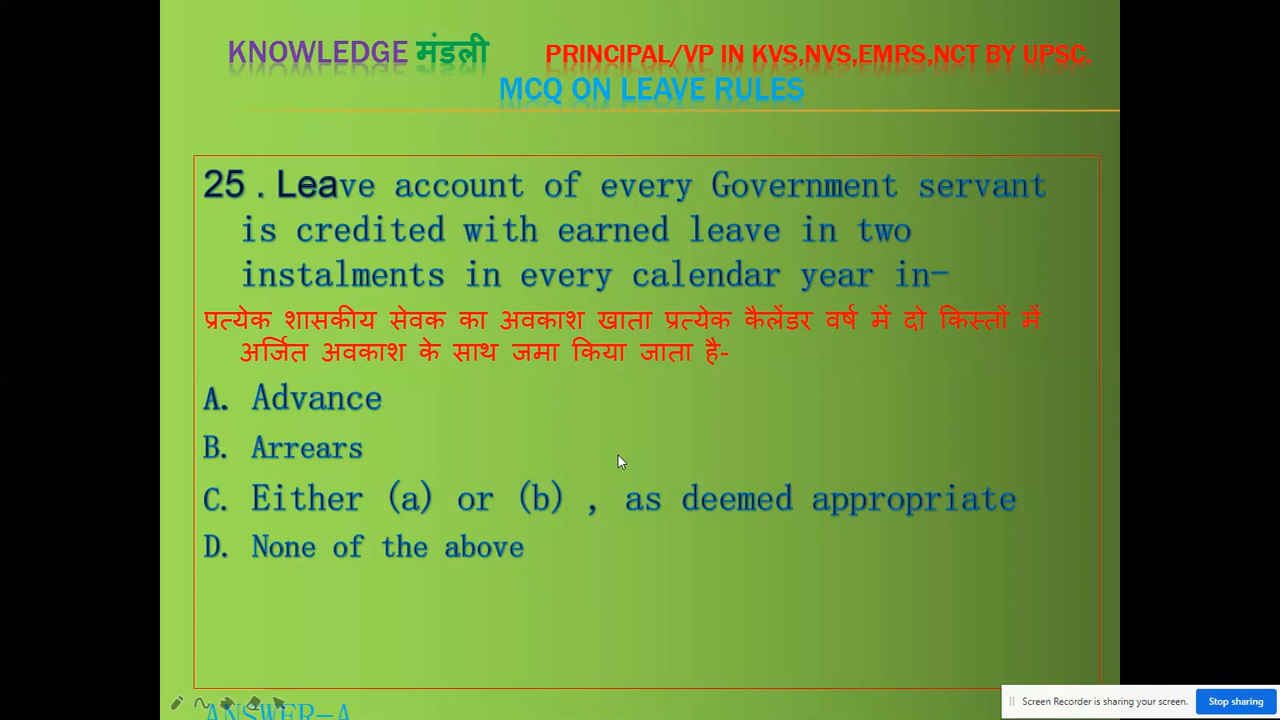 KNOWLEDGE मंडली PRINCIPAL/VP IN KVS,NVS,EMRS,NCT BY UPSC.
MCQ ON LEAVE RULES
25 . Leave account of every Government servant
is credited with earned leave in two
instalments in every calendar year in-
प्रत्येक शासकीय सेवक का अवकाश खाता प्रत्येक कैलेंडर वर्ष में दो किस्तों में
अर्जित अवकाश के साथ जमा किया जाता है-
A. Advance
B. Arrears
C. Either (a) or (b) , as deemed appropriate
D. None of the above
ANSWER-A
Screen Recorder is sharing your screen. Stop sharing